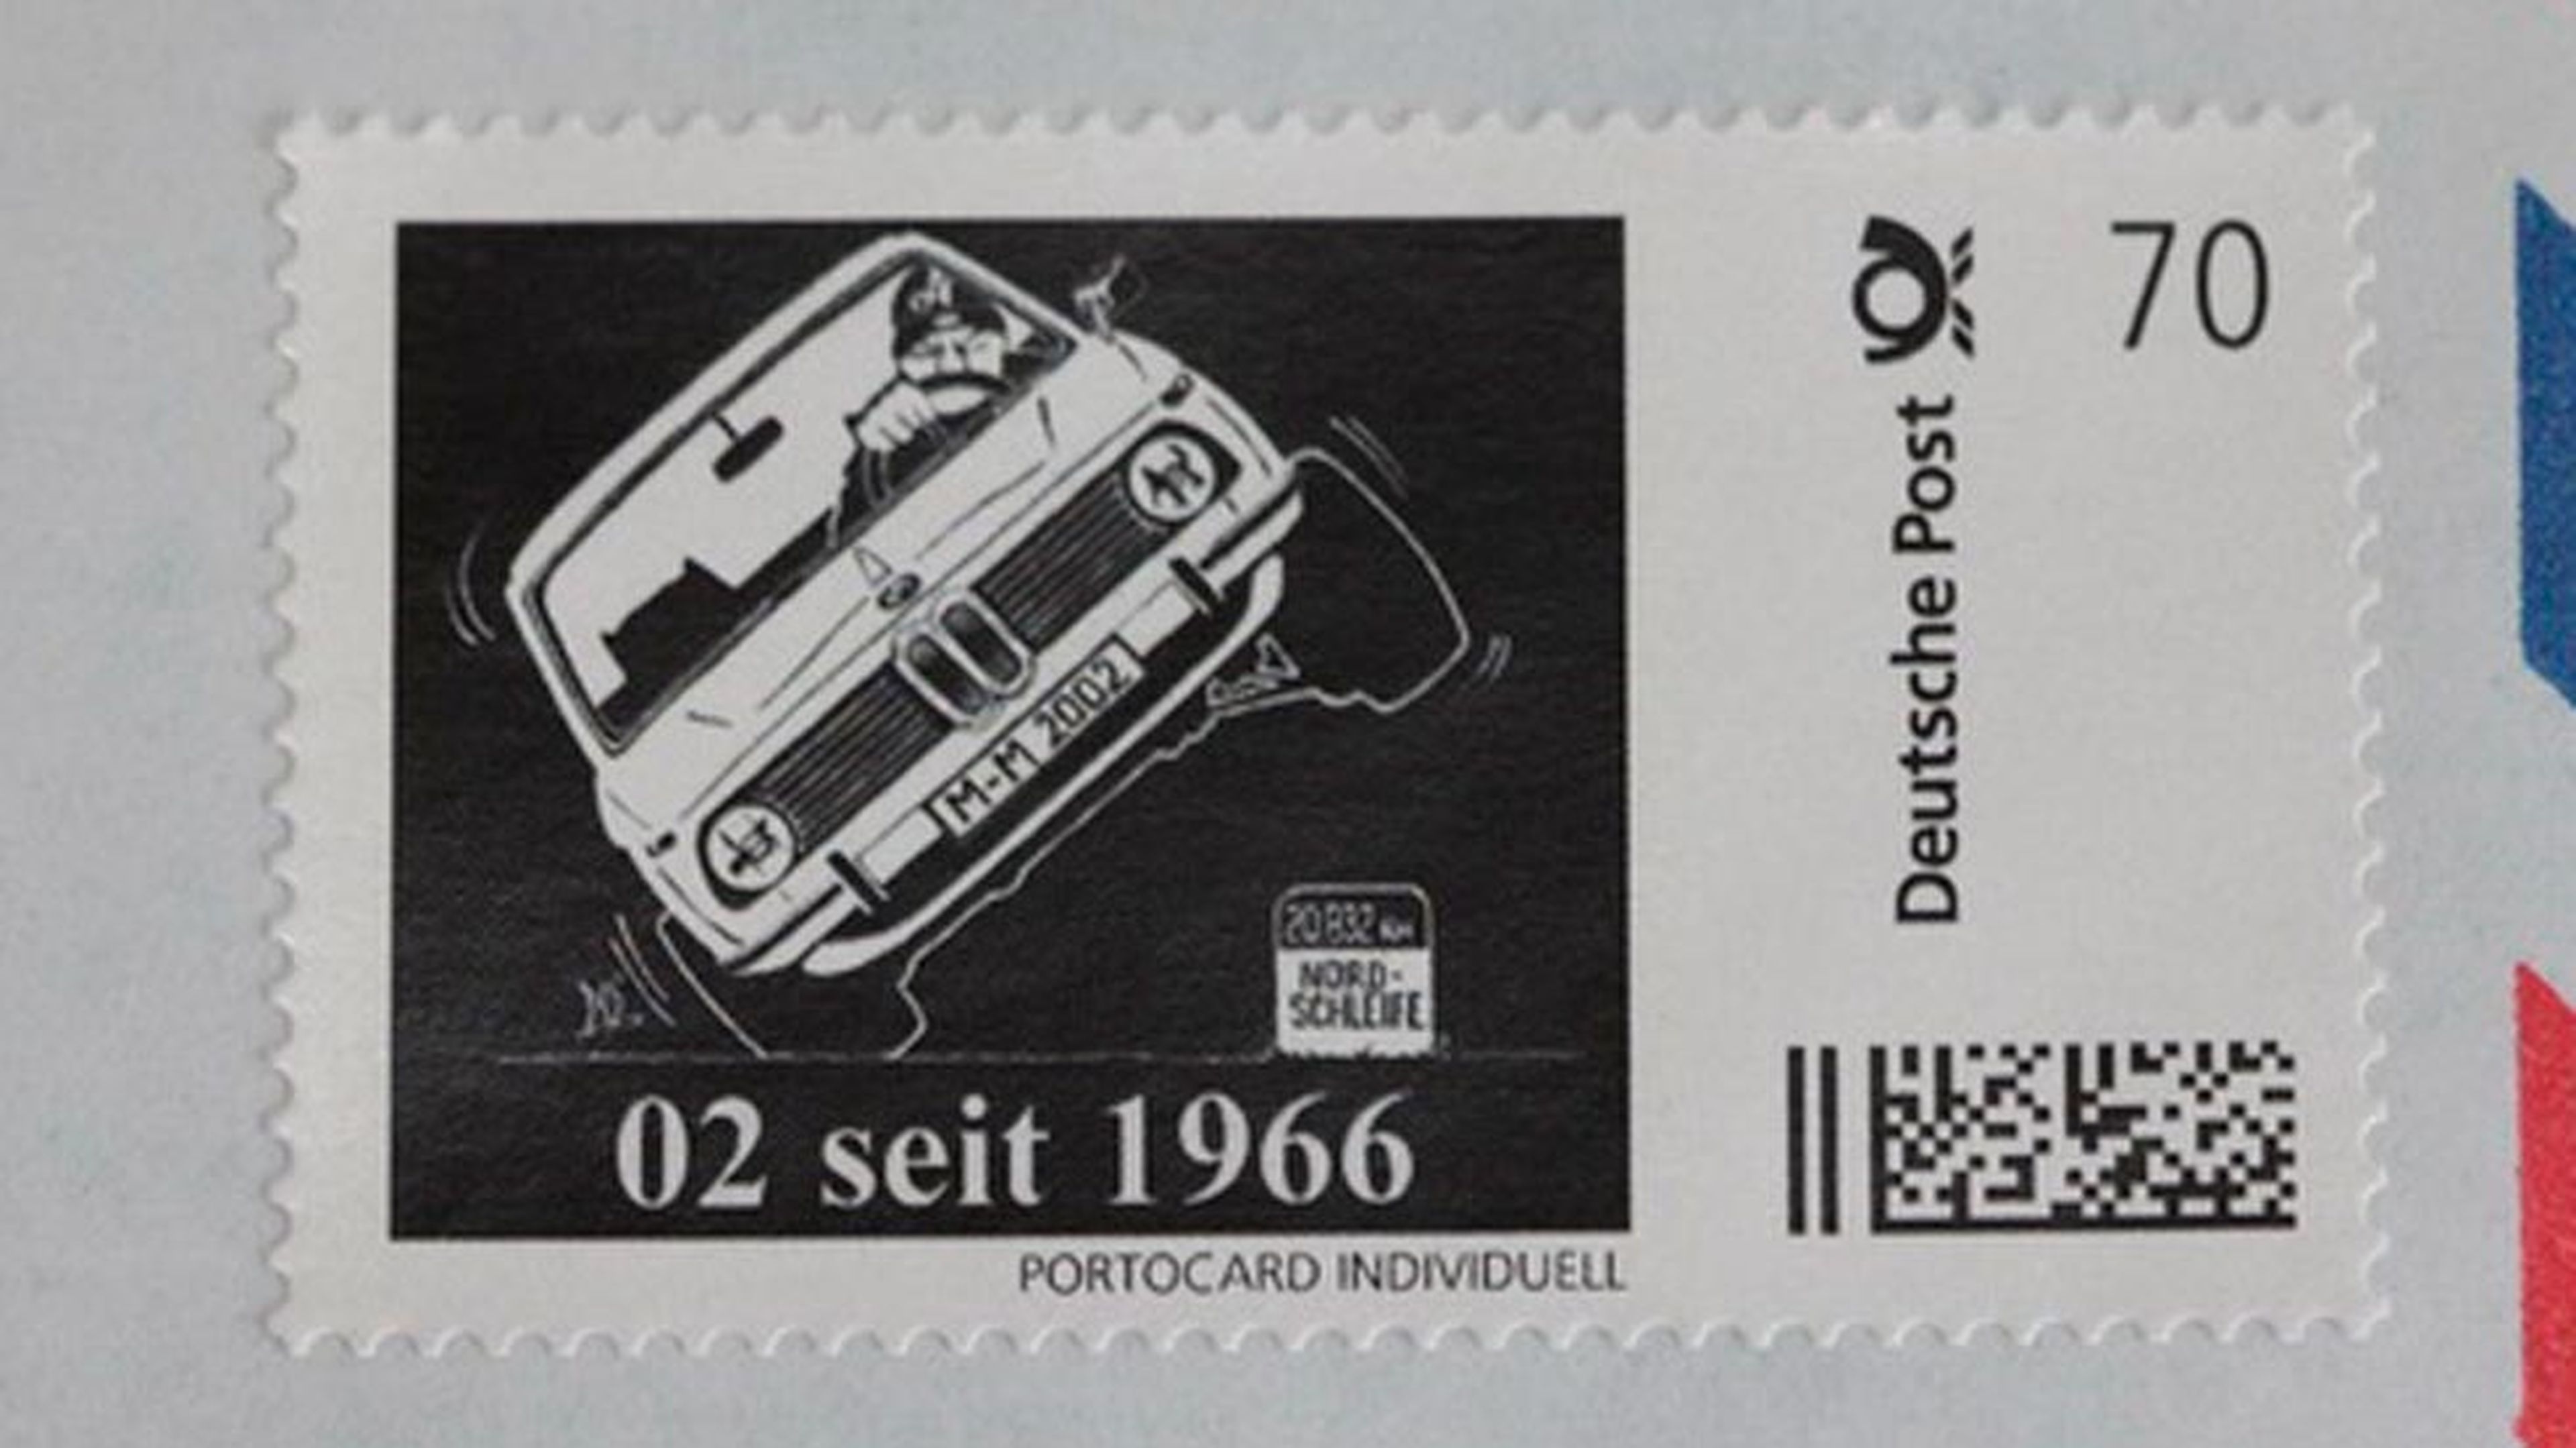 70
Deutsche Post
M-M 2002
20.832 KM
NORD-
SCHLEIFE
02 seit 1966
PORTOCARD INDIVIDUELL